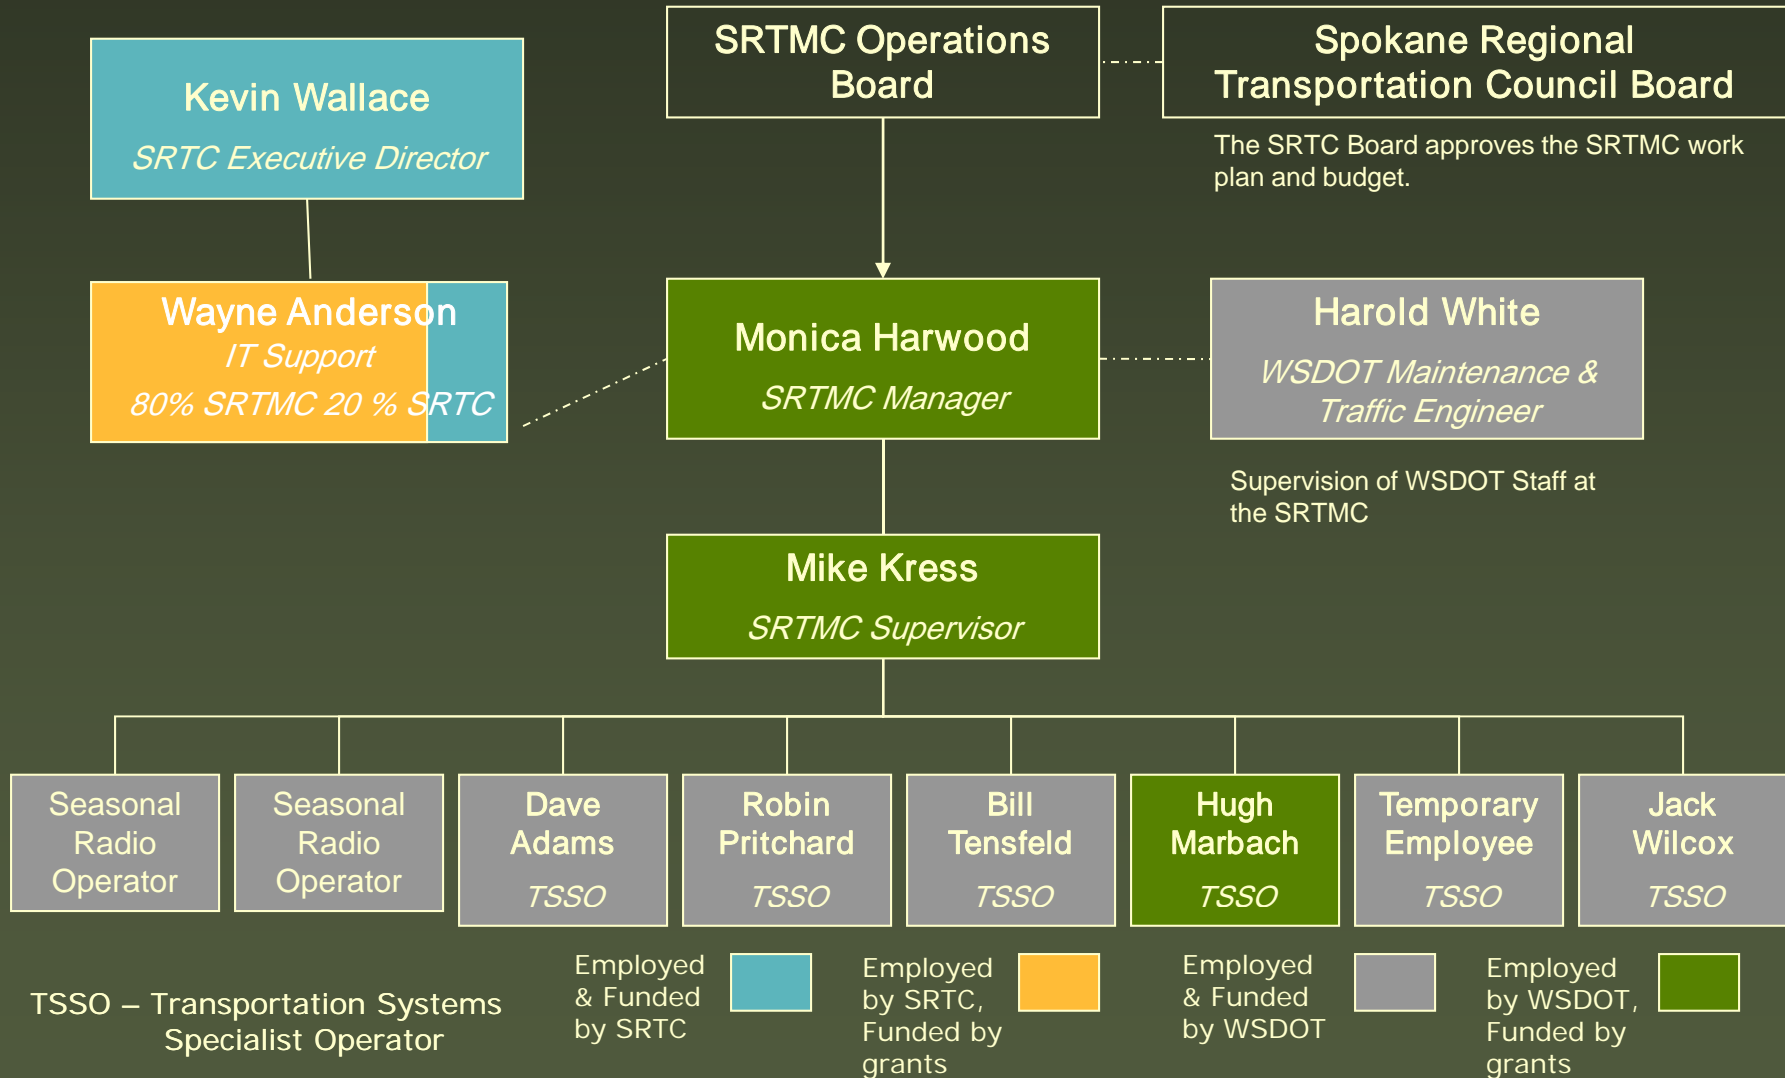 Kevin Wallace
SRTC Executive Director
SRTMC Operations
Board
Spokane Regional
Transportation Council Board
The SRTC Board approves the SRTMC work
plan and budget.
Wayne Anderson
IT Support
80% SRTMC 20 % SRTC
Monica Harwood
SRTMC Manager
Harold White
WSDOT Maintenance &
Traffic Engineer
Supervision of WSDOT Staff at
the SRTMC
Mike Kress
SRTMC Supervisor
Seasonal
Radio
Operator
Seasonal
Radio
Operator
Dave
Adams
TSSO
Robin
Pritchard
TSSO
Bill
Tensfeld
TSSO
Hugh
Marbach
TSSO
Temporary
Employee
TSSO
Jack
Wilcox
TSSO
TSSO – Transportation Systems
Specialist Operator
Employed
& Funded
by SRTC
Employed
by SRTC,
Funded by
grants
Employed
& Funded
by WSDOT
Employed
by WSDOT,
Funded by
grants